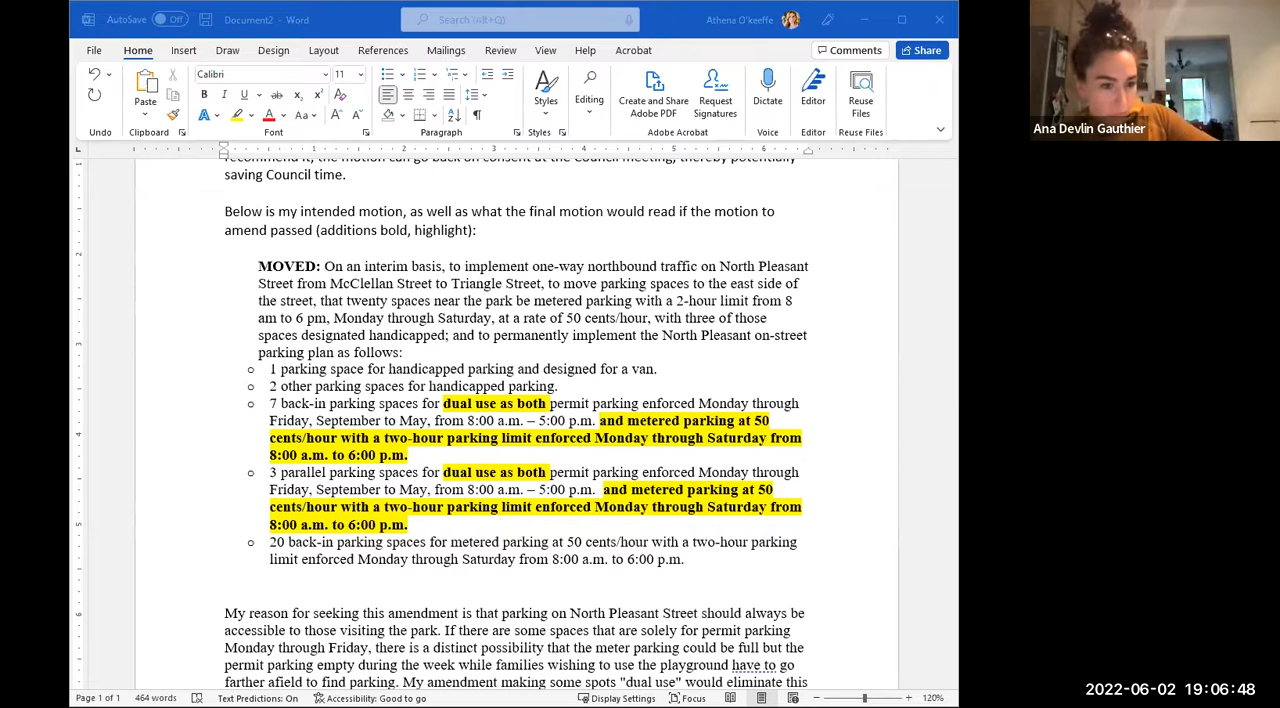 AutoSave Off Document2 - Word Search (Alt+Q) Athena O'keeffe
File Home Insert Draw Design Layout References Mailings Review View Help Acrobat Comments Share
Calibri 11
Paste Styles Editing Create and Share Adobe PDF Request Signatures Dictate Editor Reuse Files
Undo Clipboard Font Paragraph Styles Adobe Acrobat Voice Editor Reuse Files
recommend it, the motion can go back on consent at the Council meeting, thereby potentially
saving Council time.
Below is my intended motion, as well as what the final motion would read if the motion to
amend passed (additions bold, highlight):
MOVED: On an interim basis, to implement one-way northbound traffic on North Pleasant
Street from McClellan Street to Triangle Street, to move parking spaces to the east side of
the street, that twenty spaces near the park be metered parking with a 2-hour limit from 8
am to 6 pm, Monday through Saturday, at a rate of 50 cents/hour, with three of those
spaces designated handicapped; and to permanently implement the North Pleasant on-street
parking plan as follows:
o 1 parking space for handicapped parking and designed for a van.
o 2 other parking spaces for handicapped parking.
o 7 back-in parking spaces for dual use as both permit parking enforced Monday through
Friday, September to May, from 8:00 a.m. – 5:00 p.m. and metered parking at 50
cents/hour with a two-hour parking limit enforced Monday through Saturday from
8:00 a.m. to 6:00 p.m.
o 3 parallel parking spaces for dual use as both permit parking enforced Monday through
Friday, September to May, from 8:00 a.m. – 5:00 p.m. and metered parking at 50
cents/hour with a two-hour parking limit enforced Monday through Saturday from
8:00 a.m. to 6:00 p.m.
o 20 back-in parking spaces for metered parking at 50 cents/hour with a two-hour parking
limit enforced Monday through Saturday from 8:00 a.m. to 6:00 p.m.
My reason for seeking this amendment is that parking on North Pleasant Street should always be
accessible to those visiting the park. If there are some spaces that are solely for permit parking
Monday through Friday, there is a distinct possibility that the meter parking could be full but the
permit parking empty during the week while families wishing to use the playground have to go
farther afield to find parking. My amendment making some spots "dual use" would eliminate this
Page 1 of 1 464 words Text Predictions: On Accessibility: Good to go Display Settings Focus 120%
Ana Devlin Gauthier
2022-06-02 19:06:48